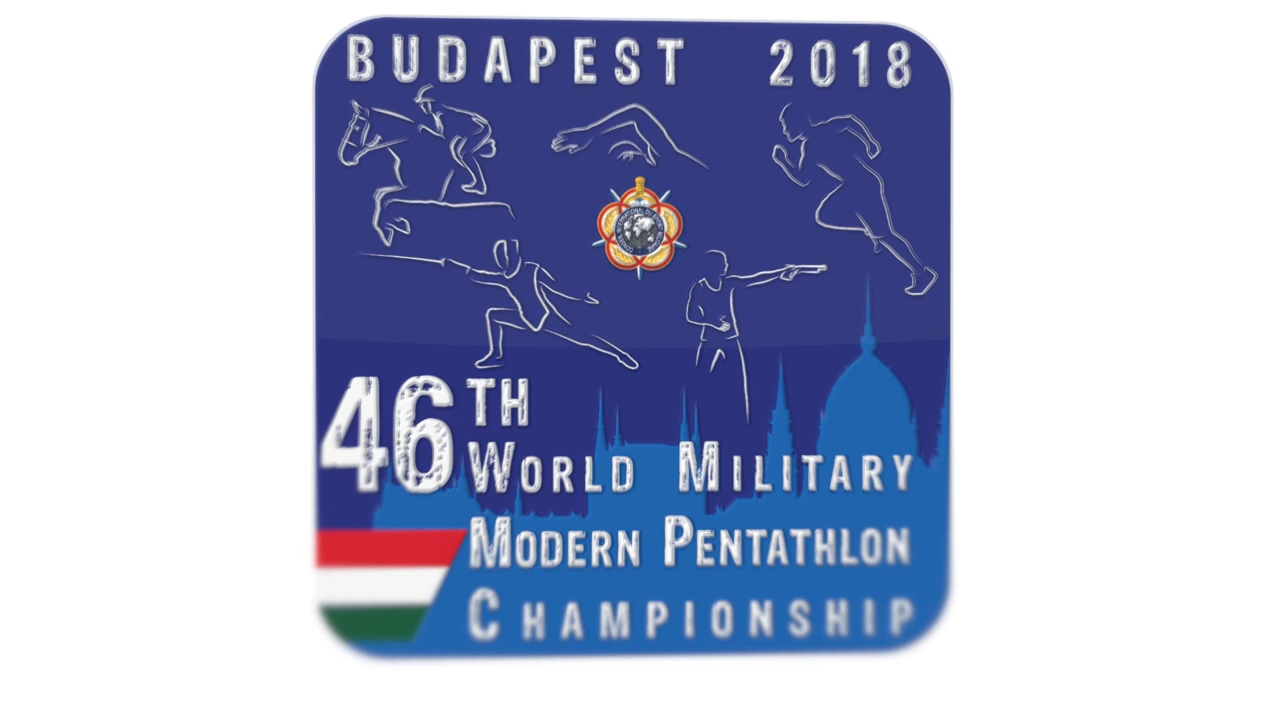 BUDAPEST 2018
46TH
WORLD MILITARY
MODERN PENTATHLON
CHAMPIONSHIP